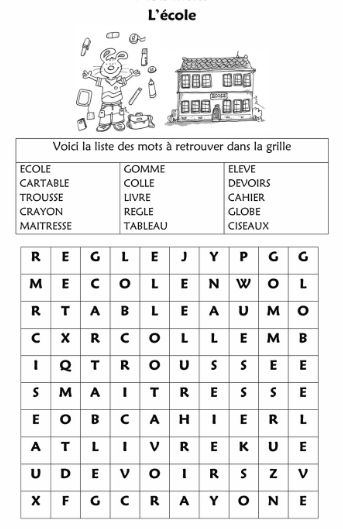 L'école
ECOLE
Voici la liste des mots à retrouver dans la grille
ECOLE GOMME ELEVE
CARTABLE COLLE DEVOIRS
TROUSSE LIVRE CAHIER
CRAYON REGLE GLOBE
MAITRESSE TABLEAU CISEAUX
R E G L E J Y P G G
M E C O L E N W O L
R T A B L E A U M O
C X R C O L L E M B
I Q T R O U S S E E
S M A I T R E S S E
E O B C A H I E R L
A T L I V R E K U E
U D E V O I R S Z V
X F G C R A Y O N E